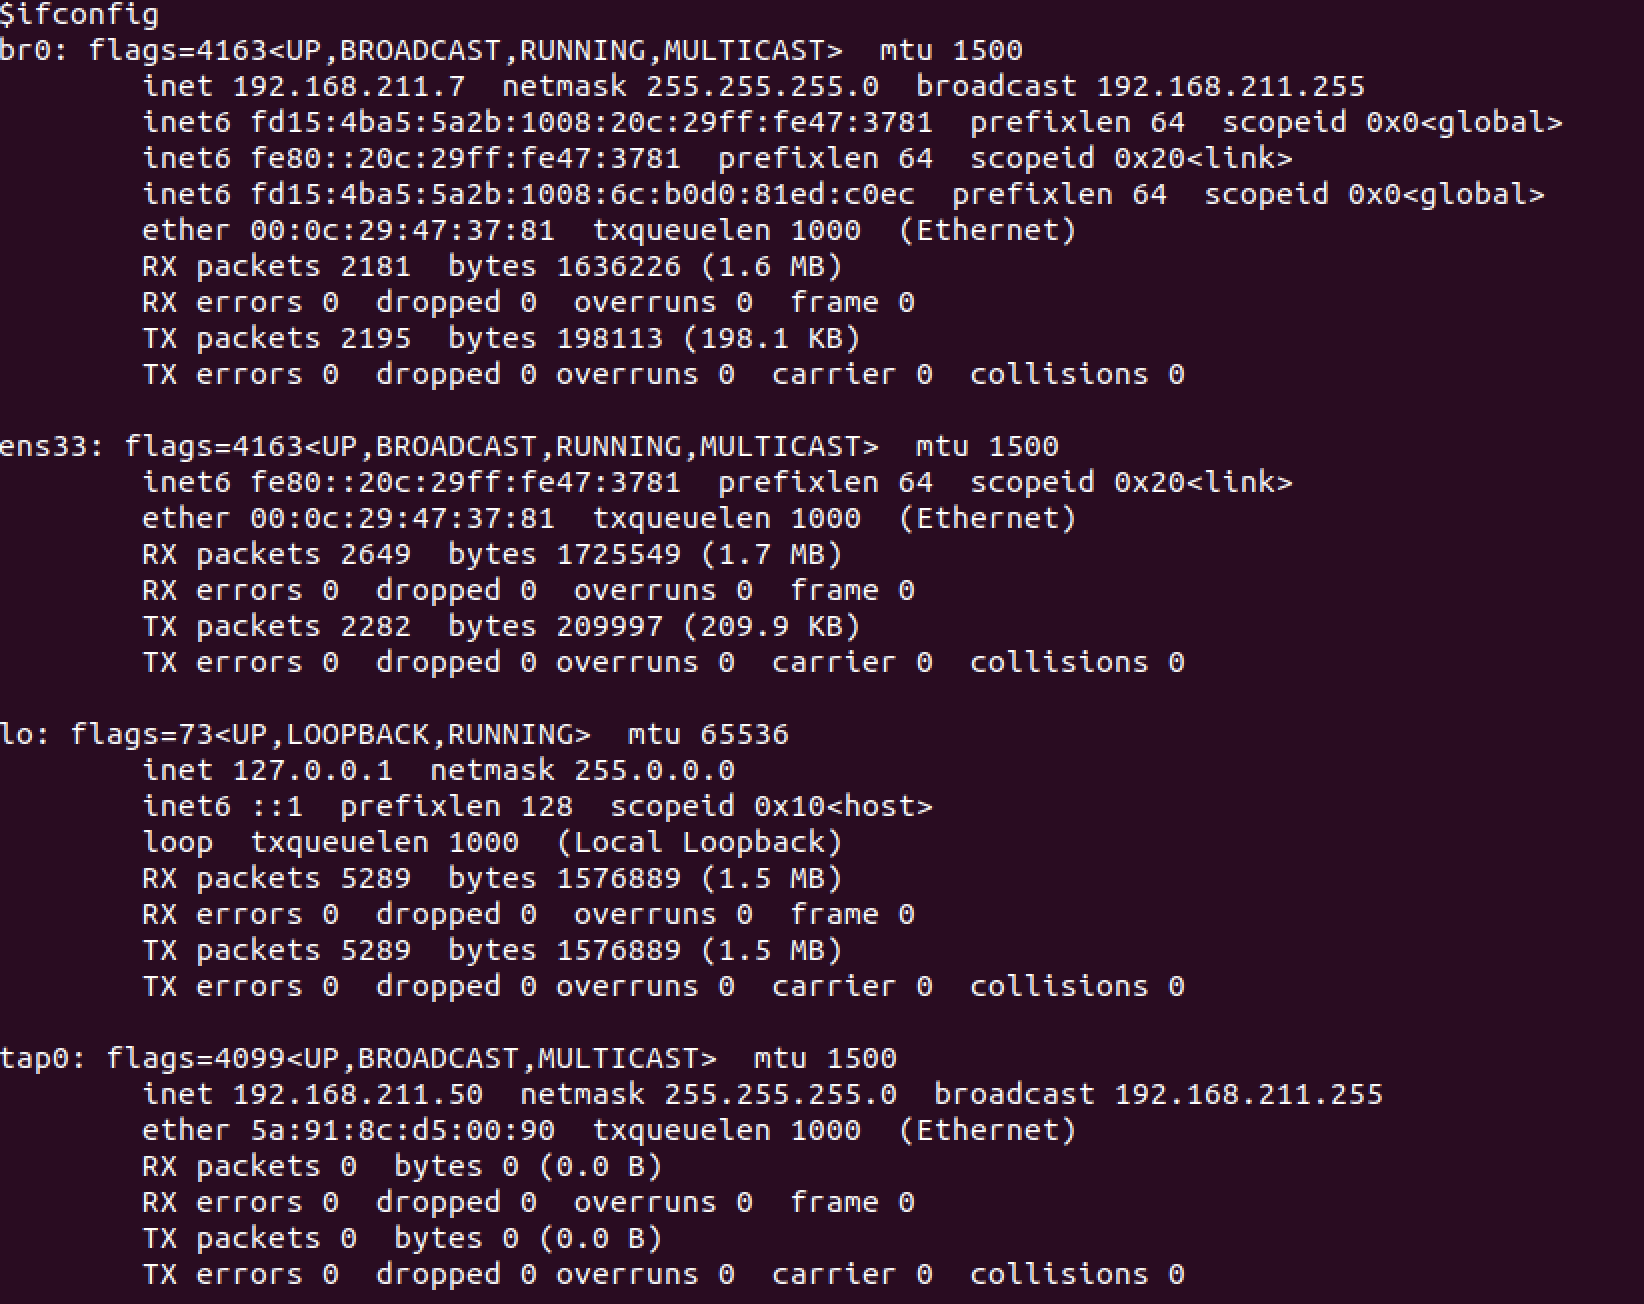 $ifconfig
br0: flags=4163<UP,BROADCAST,RUNNING,MULTICAST>  mtu 1500
        inet 192.168.211.7  netmask 255.255.255.0  broadcast 192.168.211.255
        inet6 fd15:4ba5:5a2b:1008:20c:29ff:fe47:3781  prefixlen 64  scopeid 0x0<global>
        inet6 fe80::20c:29ff:fe47:3781  prefixlen 64  scopeid 0x20<link>
        inet6 fd15:4ba5:5a2b:1008:6c:b0d0:81ed:c0ec  prefixlen 64  scopeid 0x0<global>
        ether 00:0c:29:47:37:81  txqueuelen 1000  (Ethernet)
        RX packets 2181  bytes 1636226 (1.6 MB)
        RX errors 0  dropped 0  overruns 0  frame 0
        TX packets 2195  bytes 198113 (198.1 KB)
        TX errors 0  dropped 0 overruns 0  carrier 0  collisions 0

ens33: flags=4163<UP,BROADCAST,RUNNING,MULTICAST>  mtu 1500
        inet6 fe80::20c:29ff:fe47:3781  prefixlen 64  scopeid 0x20<link>
        ether 00:0c:29:47:37:81  txqueuelen 1000  (Ethernet)
        RX packets 2649  bytes 1725549 (1.7 MB)
        RX errors 0  dropped 0  overruns 0  frame 0
        TX packets 2282  bytes 209997 (209.9 KB)
        TX errors 0  dropped 0 overruns 0  carrier 0  collisions 0

lo: flags=73<UP,LOOPBACK,RUNNING>  mtu 65536
        inet 127.0.0.1  netmask 255.0.0.0
        inet6 ::1  prefixlen 128  scopeid 0x10<host>
        loop  txqueuelen 1000  (Local Loopback)
        RX packets 5289  bytes 1576889 (1.5 MB)
        RX errors 0  dropped 0  overruns 0  frame 0
        TX packets 5289  bytes 1576889 (1.5 MB)
        TX errors 0  dropped 0 overruns 0  carrier 0  collisions 0

tap0: flags=4099<UP,BROADCAST,MULTICAST>  mtu 1500
        inet 192.168.211.50  netmask 255.255.255.0  broadcast 192.168.211.255
        ether 5a:91:8c:d5:00:90  txqueuelen 1000  (Ethernet)
        RX packets 0  bytes 0 (0.0 B)
        RX errors 0  dropped 0  overruns 0  frame 0
        TX packets 0  bytes 0 (0.0 B)
        TX errors 0  dropped 0 overruns 0  carrier 0  collisions 0